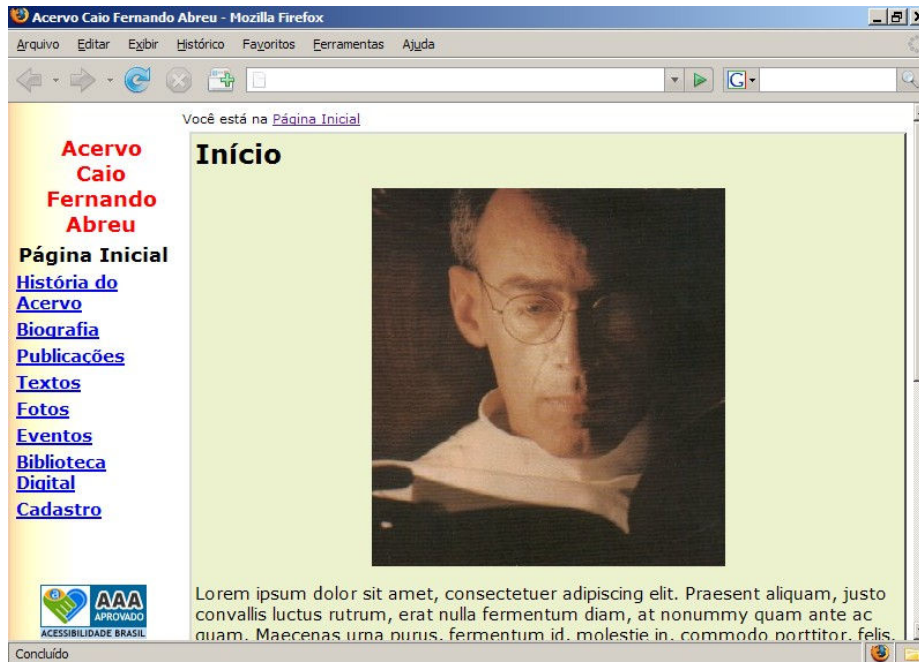 Acervo Caio Fernando Abreu - Mozilla Firefox
Arquivo Editar Exibir Histórico Favoritos Ferramentas Ajuda
G
Você está na Página Inicial
Acervo
Caio
Fernando
Abreu
Página Inicial
História do
Acervo
Biografia
Publicações
Textos
Fotos
Eventos
Biblioteca
Digital
Cadastro
a
AAA
APROVADO
ACESSIBILIDADE BRASIL
Início
Lorem ipsum dolor sit amet, consectetuer adipiscing elit. Praesent aliquam, justo
convallis luctus rutrum, erat nulla fermentum diam, at nonummy quam ante ac
quam. Maecenas urna purus, fermentum id, molestie in, commodo porttitor, felis.
Concluído